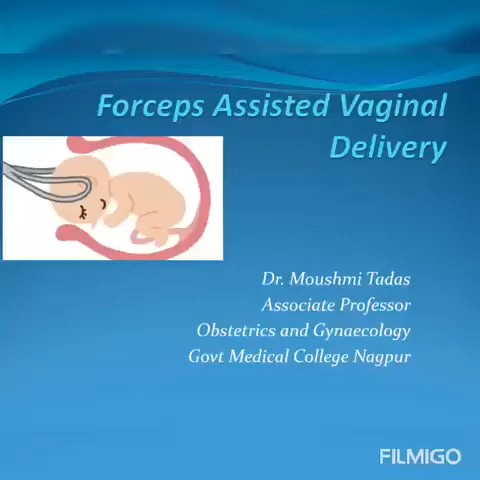 Forceps Assisted Vaginal
Delivery
Dr. Moushmi Tadas
Associate Professor
Obstetrics and Gynaecology
Govt Medical College Nagpur
FILMIGO